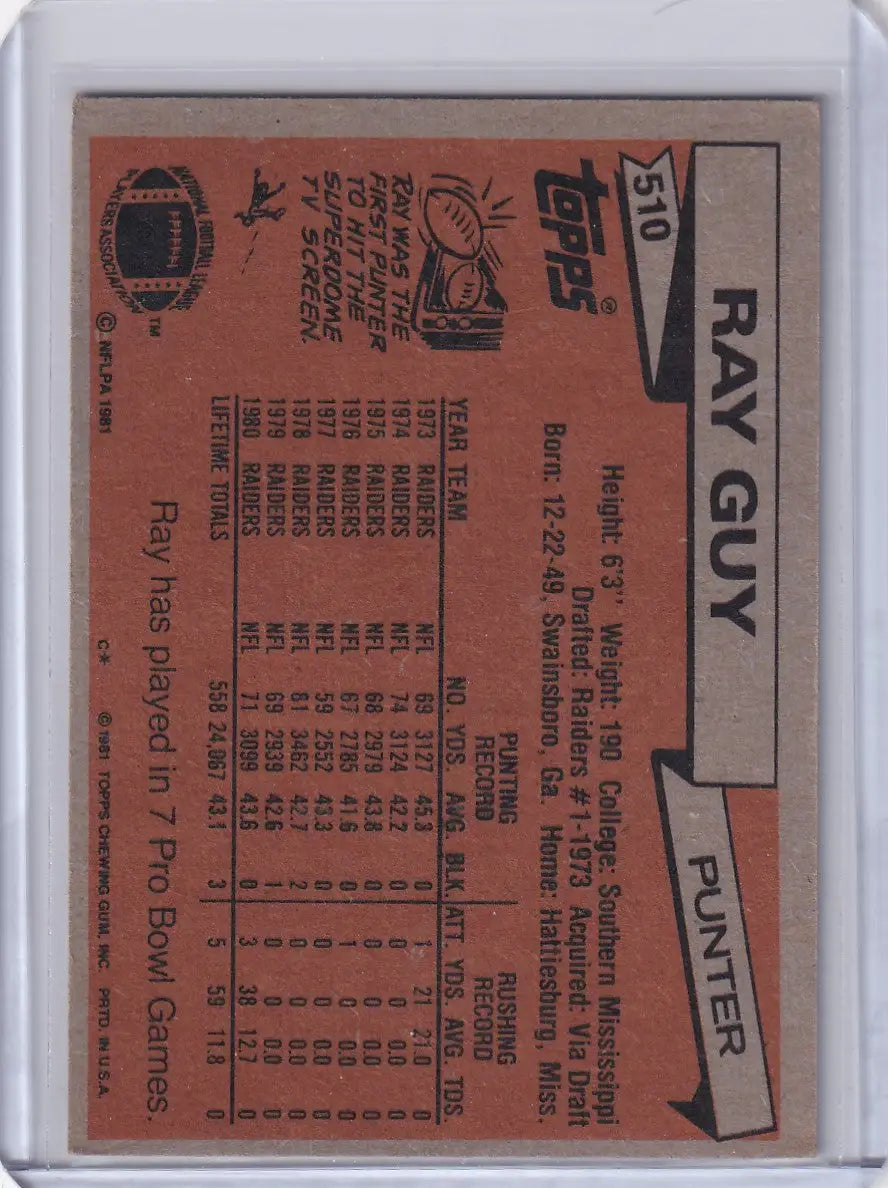 510
RAY GUY
PUNTER
TOPPS®
Height: 6'3'' Weight: 190 College: Southern Mississippi
Drafted: Raiders #1-1973 Acquired: Via Draft
Born: 12-22-49, Swainsboro, Ga. Home: Hattiesburg, Miss.
RAY WAS THE
FIRST PUNTER
TO HIT THE
SUPERDOME
TV SCREEN.
PUNTING RECORD RUSHING RECORD
YEAR TEAM NO. YDS. AVG. BLK. ATT. YDS. AVG TDS
1973 RAIDERS NFL 69 3127 45.3 0 1 21 21.0 0
1974 RAIDERS NFL 74 3124 42.2 0 0 0 0.0 0
1975 RAIDERS NFL 68 2979 43.8 0 0 0 0.0 0
1976 RAIDERS NFL 67 2785 41.6 0 1 0 0.0 0
1977 RAIDERS NFL 59 2552 43.3 0 0 0 0.0 0
1978 RAIDERS NFL 81 3462 42.7 2 0 0 0.0 0
1979 RAIDERS NFL 69 2939 42.6 1 0 0 0.0 0
1980 RAIDERS NFL 71 3099 43.6 0 3 38 12.7 0
LIFETIME TOTALS 558 24,067 43.1 3 5 59 11.8 0
Ray has played in 7 Pro Bowl Games.
NATIONAL FOOTBALL LEAGUE
PLAYERS ASSOCIATION
TM
© NFLPA 1981
C* © 1981 TOPPS CHEWING GUM, INC. PRTD. IN U.S.A.